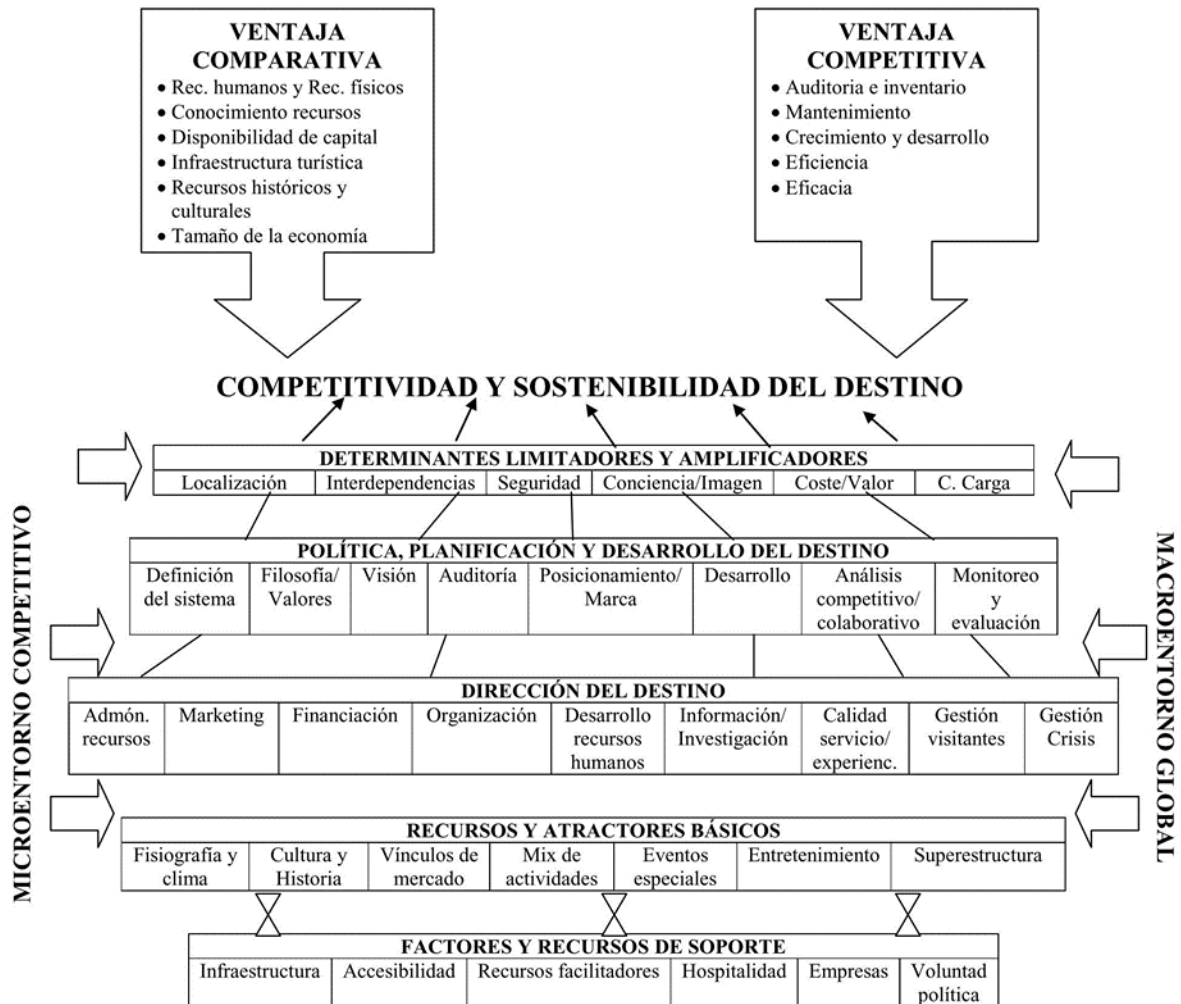 VENTAJA
COMPARATIVA
• Rec. humanos y Rec. físicos
• Conocimiento recursos
• Disponibilidad de capital
• Infraestructura turística
• Recursos históricos y
culturales
• Tamaño de la economía
VENTAJA
COMPETITIVA
• Auditoria e inventario
• Mantenimiento
• Crecimiento y desarrollo
• Eficiencia
• Eficacia
COMPETITIVIDAD Y SOSTENIBILIDAD DEL DESTINO
MICROENTORNO COMPETITIVO
DETERMINANTES LIMITADORES Y AMPLIFICADORES
Localización Interdependencias Seguridad Conciencia/Imagen Coste/Valor C. Carga
POLÍTICA, PLANIFICACIÓN Y DESARROLLO DEL DESTINO
Definición Filosofía/ Visión Auditoría Posicionamiento/ Desarrollo Análisis Monitoreo
del sistema Valores Marca competitivo/ y
colaborativo evaluación
DIRECCIÓN DEL DESTINO
Admón. Marketing Financiación Organización Desarrollo Información/ Calidad Gestión Gestión
recursos recursos Investigación servicio/ visitantes Crisis
humanos experienc.
RECURSOS Y ATRACTORES BÁSICOS
Fisiografía y Cultura y Vínculos de Mix de Eventos Entretenimiento Superestructura
clima Historia mercado actividades especiales
FACTORES Y RECURSOS DE SOPORTE
Infraestructura Accesibilidad Recursos facilitadores Hospitalidad Empresas Voluntad
política
MACROENTORNO GLOBAL